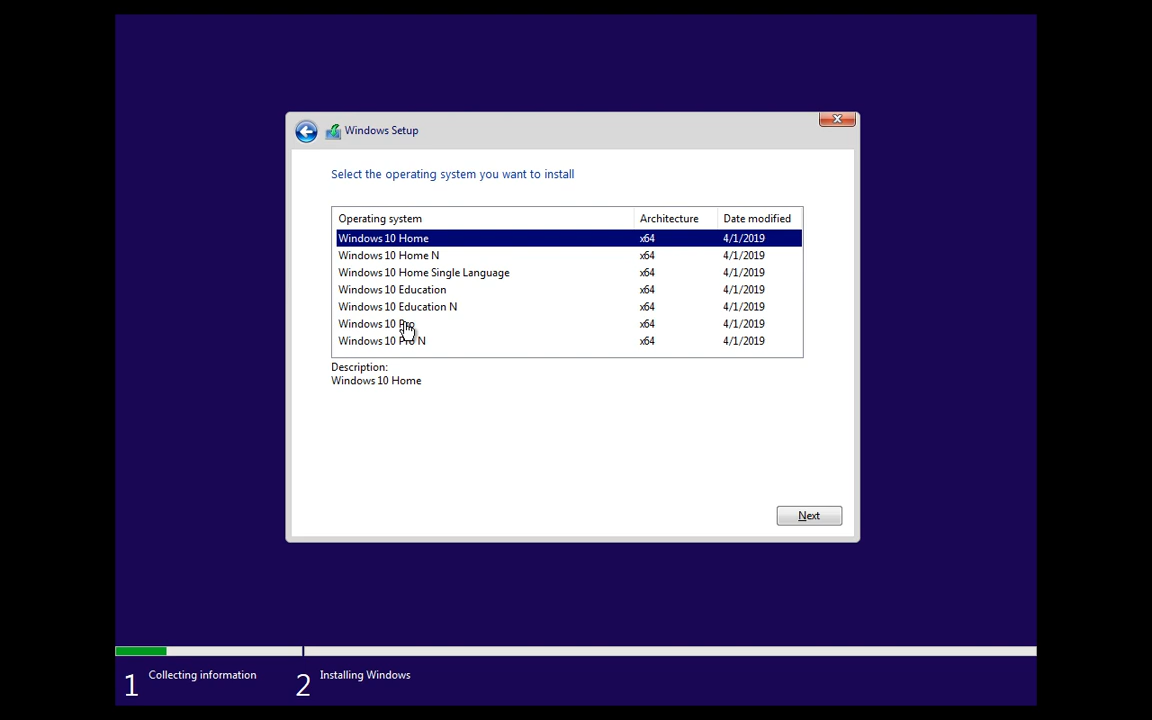 Windows Setup
Select the operating system you want to install
Operating system Architecture Date modified
Windows 10 Home x64 4/1/2019
Windows 10 Home N x64 4/1/2019
Windows 10 Home Single Language x64 4/1/2019
Windows 10 Education x64 4/1/2019
Windows 10 Education N x64 4/1/2019
Windows 10 Pro x64 4/1/2019
Windows 10 Pro N x64 4/1/2019
Description:
Windows 10 Home
Next
1 Collecting information 2 Installing Windows